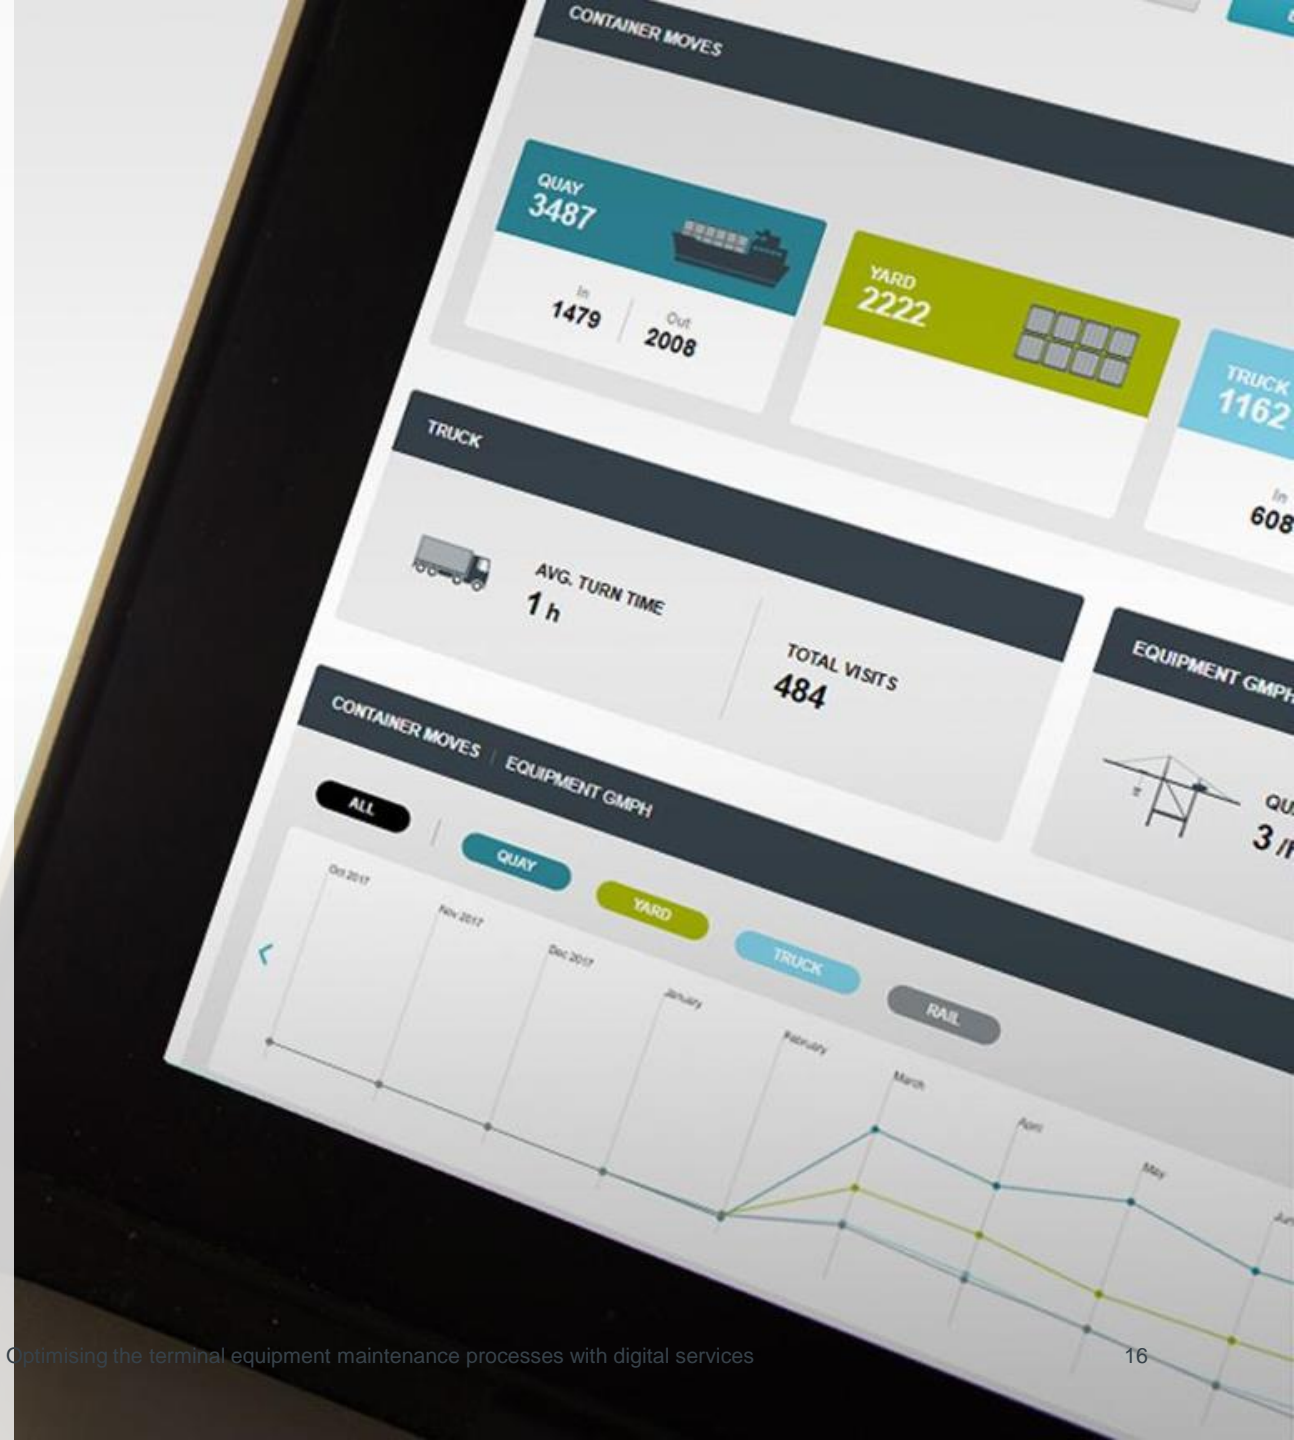 CONTAINER MOVES
QUAY
3487
In
1479
Out
2008
YARD
2222
TRUCK
1162
In
608
TRUCK
AVG. TURN TIME
1 h
TOTAL VISITS
484
EQUIPMENT GMPH
3 /h
CONTAINER MOVES | EQUIPMENT GMPH
ALL
QUAY
YARD
TRUCK
RAIL
Oct 2017
Nov 2017
Dec 2017
January
February
March
April
May
Optimising the terminal equipment maintenance processes with digital services
16